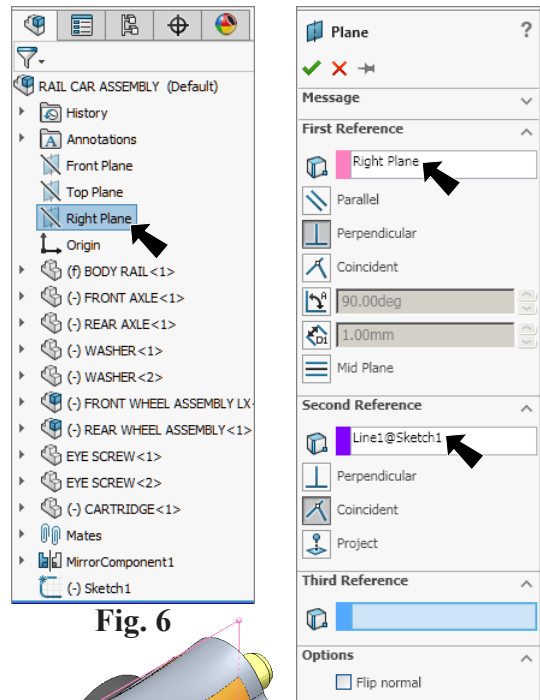 RAIL CAR ASSEMBLY (Default)
History
Annotations
Front Plane
Top Plane
Right Plane
Origin
(f) BODY RAIL<1>
(-) FRONT AXLE<1>
(-) REAR AXLE<1>
(-) WASHER<1>
(-) WASHER<2>
(-) FRONT WHEEL ASSEMBLY LX-
(-) REAR WHEEL ASSEMBLY<1>
EYE SCREW<1>
EYE SCREW<2>
(-) CARTRIDGE<1>
Mates
MirrorComponent1
(-) Sketch1
Fig. 6
Plane ?
Message
First Reference
Right Plane
Parallel
Perpendicular
Coincident
90.00deg
1.00mm
Mid Plane
Second Reference
Line1@Sketch1
Perpendicular
Coincident
Project
Third Reference
Options
Flip normal